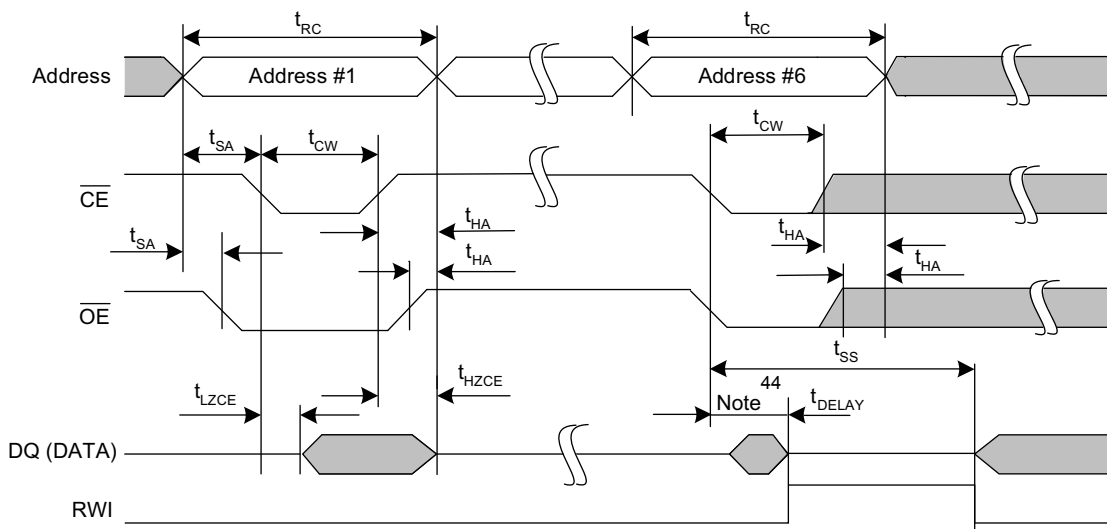 tRC
tRC
Address
Address #1
Address #6
tSA
tCW
tCW
CE
tSA
tHA
tHA
tHA
tHA
OE
tSS
tLZCE
tHZCE
44
Note
tDELAY
DQ (DATA)
RWI